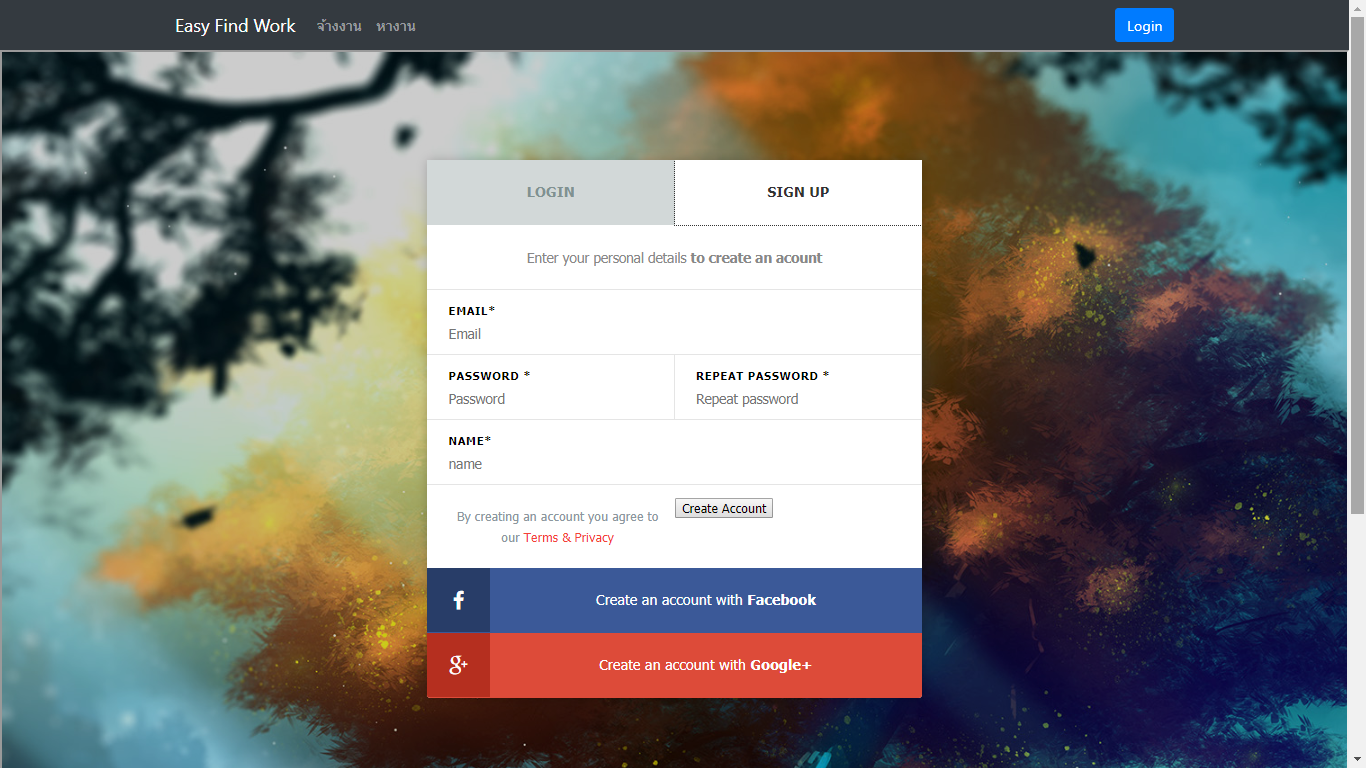 Easy Find Work จ้างงาน หางาน Login
LOGIN SIGN UP
Enter your personal details to create an acount
EMAIL*
Email
PASSWORD * REPEAT PASSWORD *
Password Repeat password
NAME*
name
Create Account
By creating an account you agree to
our Terms & Privacy
f Create an account with Facebook
g+ Create an account with Google+